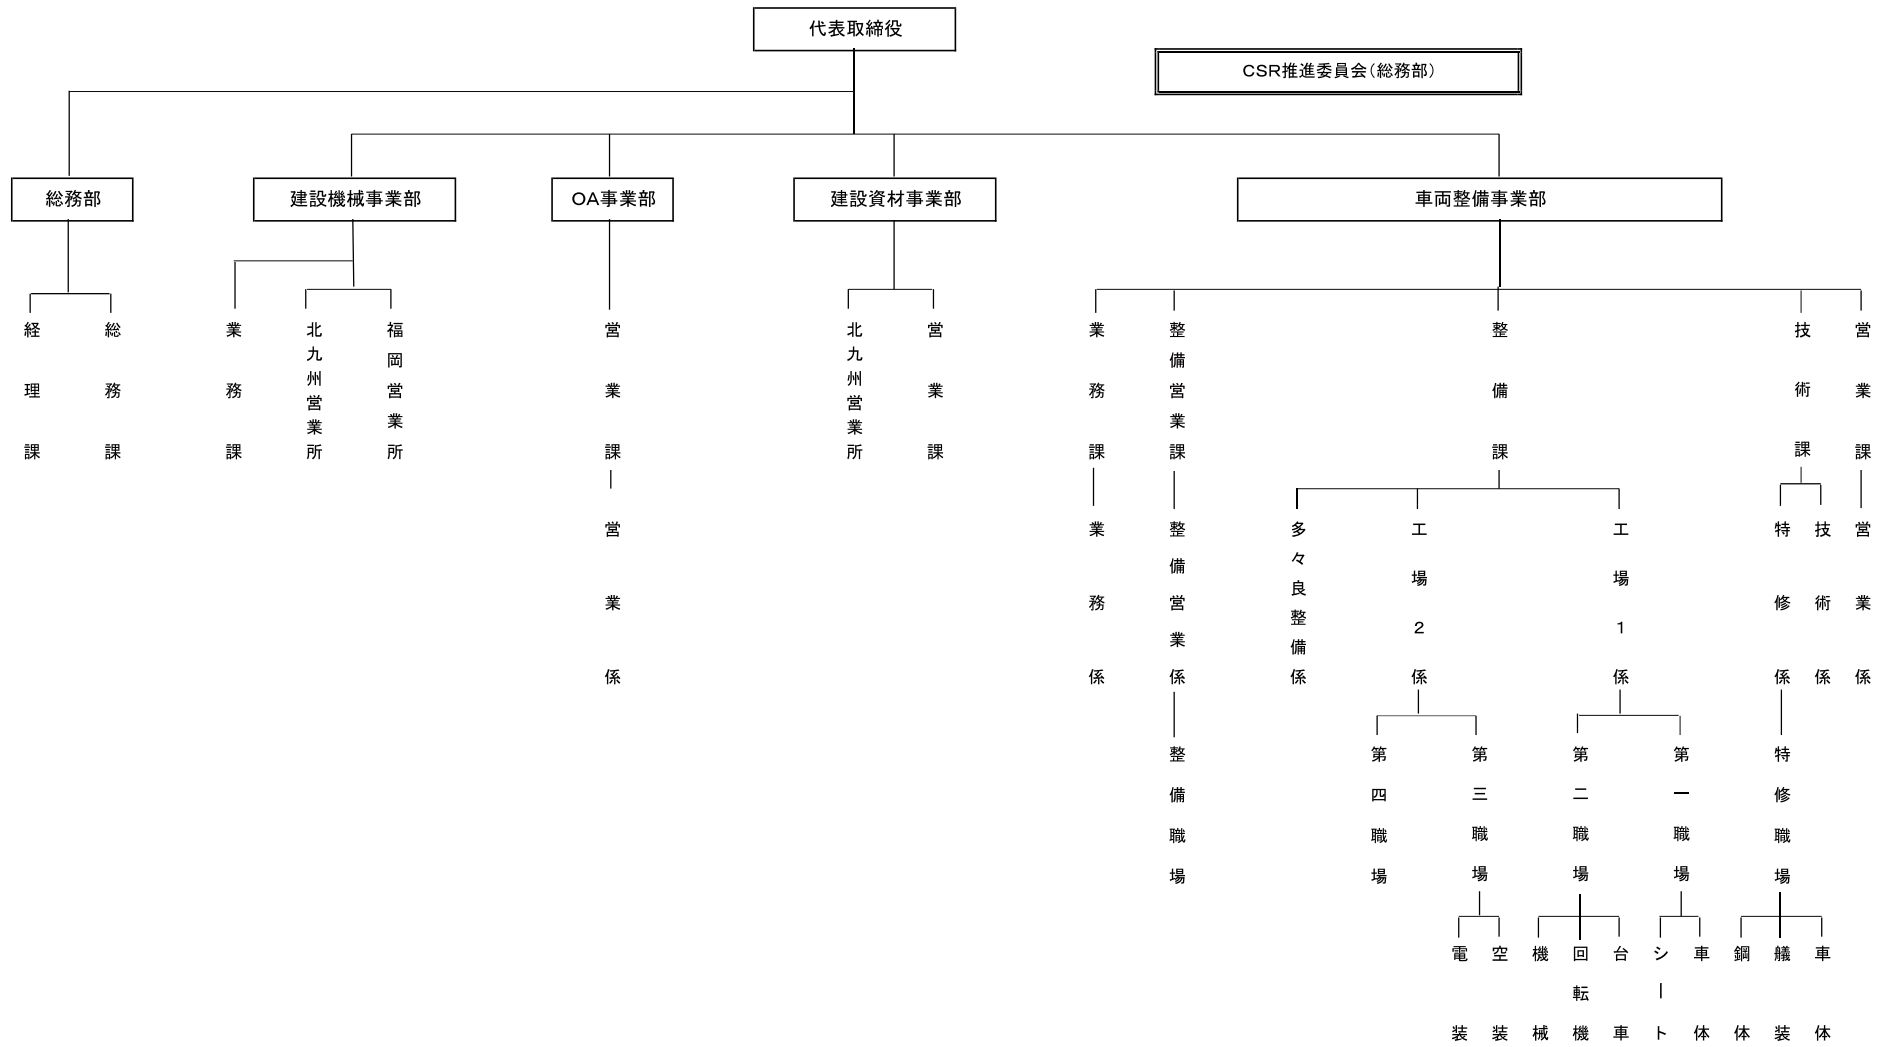 代表取締役
CSR推進委員会（総務部）
総務部
建設機械事業部
OA事業部
建設資材事業部
車両整備事業部
経理課
総務課
業務課
北九州営業所
福岡営業所
営業課
北九州営業所
営業課
業務課
整備営業課
整備課
技術課
営業課
営業係
業務係
整備営業係
多々良整備係
工場2係
工場1係
特修係
技術係
営業係
整備職場
第四職場
第三職場
第二職場
第一職場
特修職場
電装
空装
機械
回転機
台車
シート
車体
鋼体
艤装
車体